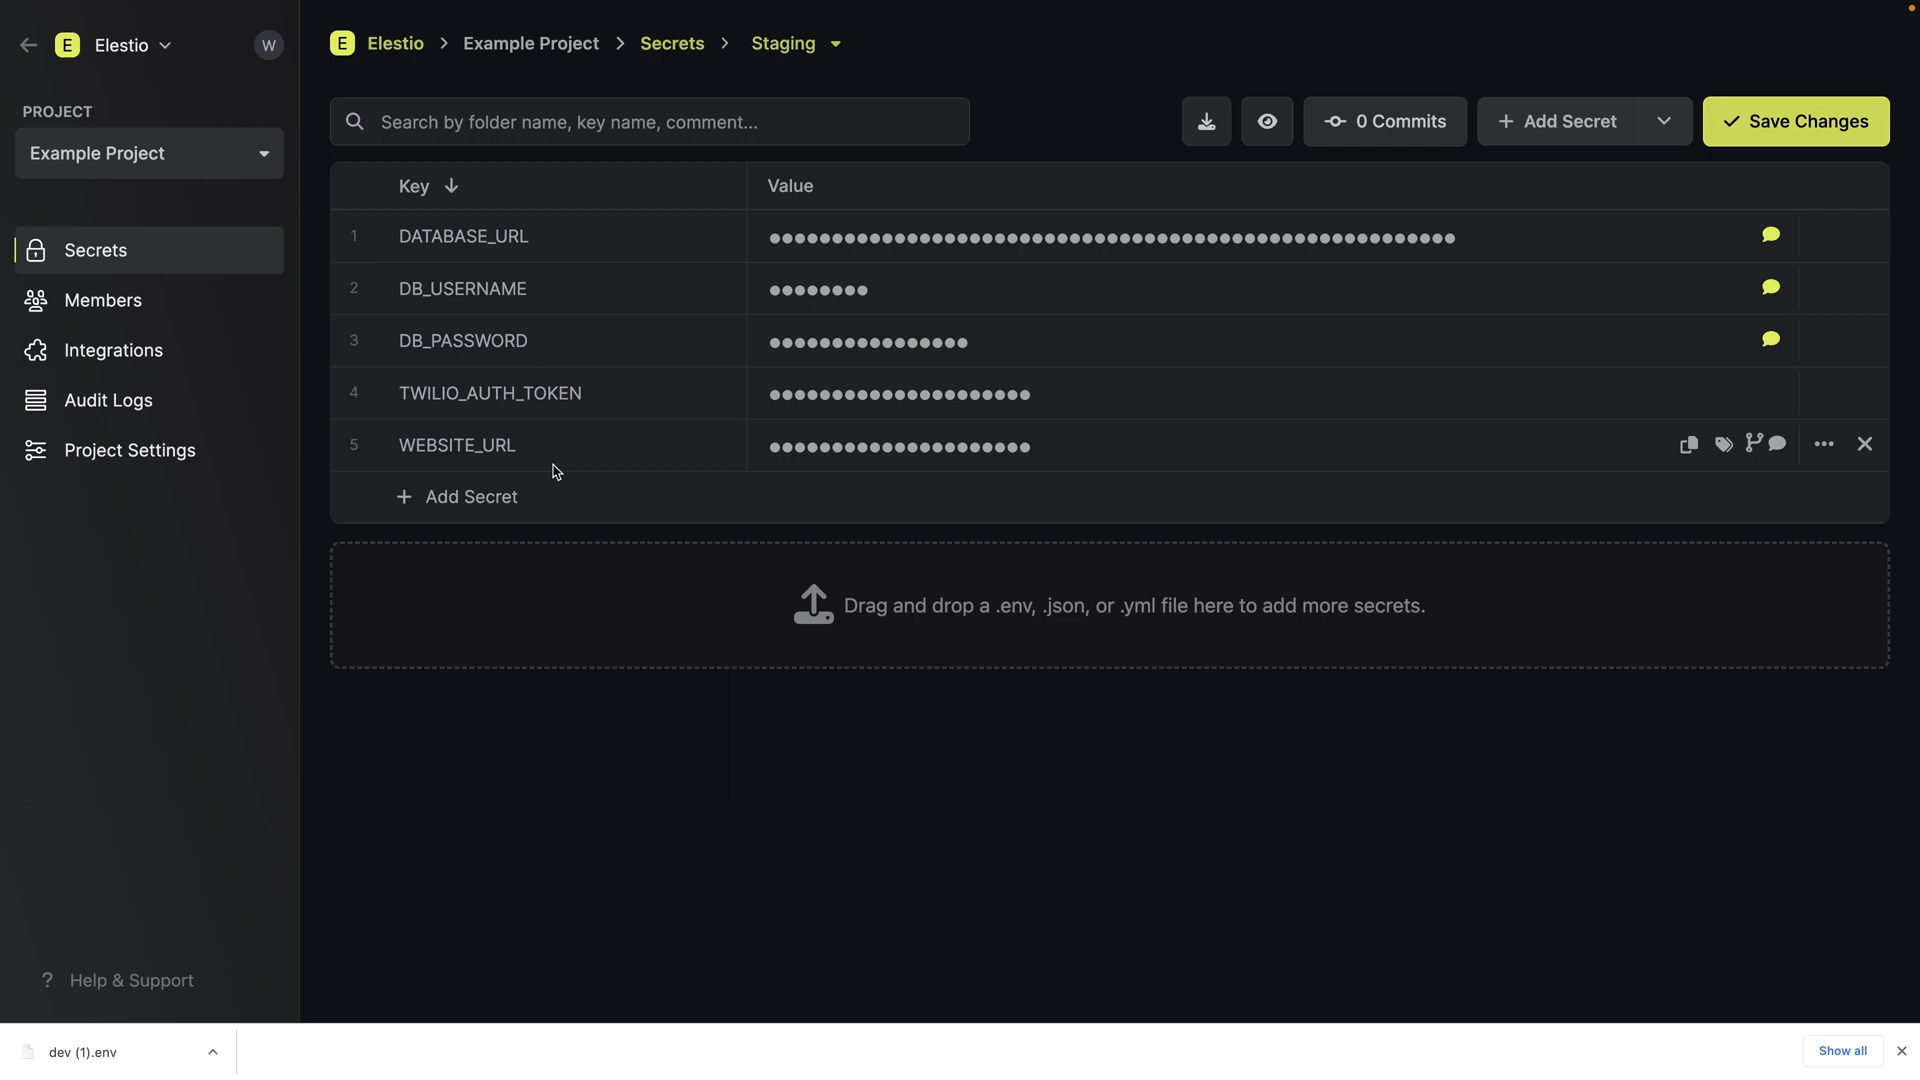 E Elestio
W
PROJECT
Example Project
Secrets
Members
Integrations
Audit Logs
Project Settings
? Help & Support
E Elestio > Example Project > Secrets > Staging
Search by folder name, key name, comment...
0 Commits
+ Add Secret
Save Changes
Key Value
1 DATABASE_URL
2 DB_USERNAME
3 DB_PASSWORD
4 TWILIO_AUTH_TOKEN
5 WEBSITE_URL
+ Add Secret
Drag and drop a .env, .json, or .yml file here to add more secrets.
dev (1).env
Show all